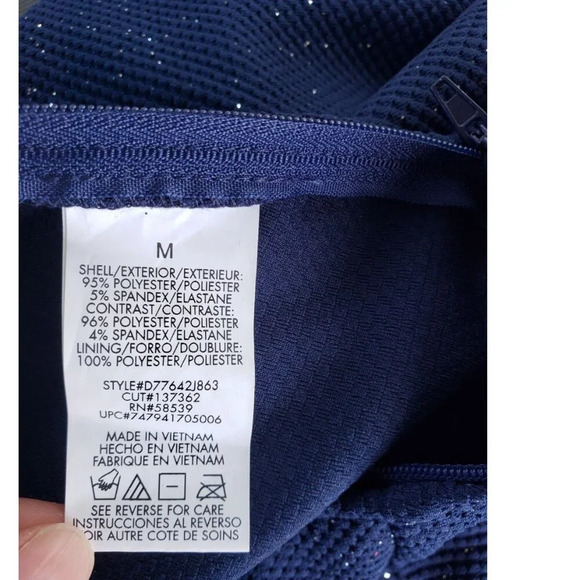 M
SHELL/EXTERIOR/EXTERIEUR:
95% POLYESTER/POLIESTER
5% SPANDEX/ELASTANE
CONTRAST/CONTRASTE:
96% POLYESTER/POLIESTER
4% SPANDEX/ELASTANE
LINING/FORRO/DOUBLURE:
100% POLYESTER/POLIESTER
STYLE#D77642J863
CUT#137362
RN#58539
UPC#747941705006
MADE IN VIETNAM
HECHO EN VIETNAM
FABRIQUE EN VIETNAM
SEE REVERSE FOR CARE
INSTRUCCIONES AL REVERSO
OIR AUTRE COTE DE SOINS